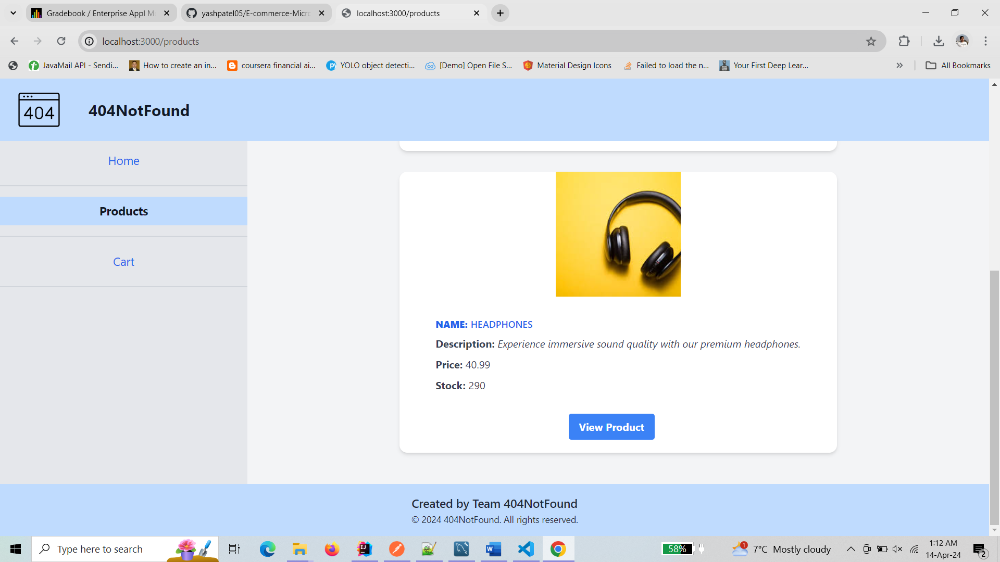 Gradebook / Enterprise Appl M
yashpatel05/E-commerce-Micro
localhost:3000/products
localhost:3000/products
JavaMail API - Sendi...
How to create an in...
coursera financial ai...
YOLO object detecti...
[Demo] Open File S...
Material Design Icons
Failed to load the n...
Your First Deep Lear...
All Bookmarks
404
404NotFound
Home
Products
Cart
NAME: HEADPHONES
Description: Experience immersive sound quality with our premium headphones.
Price: 40.99
Stock: 290
View Product
Created by Team 404NotFound
© 2024 404NotFound. All rights reserved.
Type here to search
58%
1
7°C Mostly cloudy
1:12 AM
14-Apr-24
2